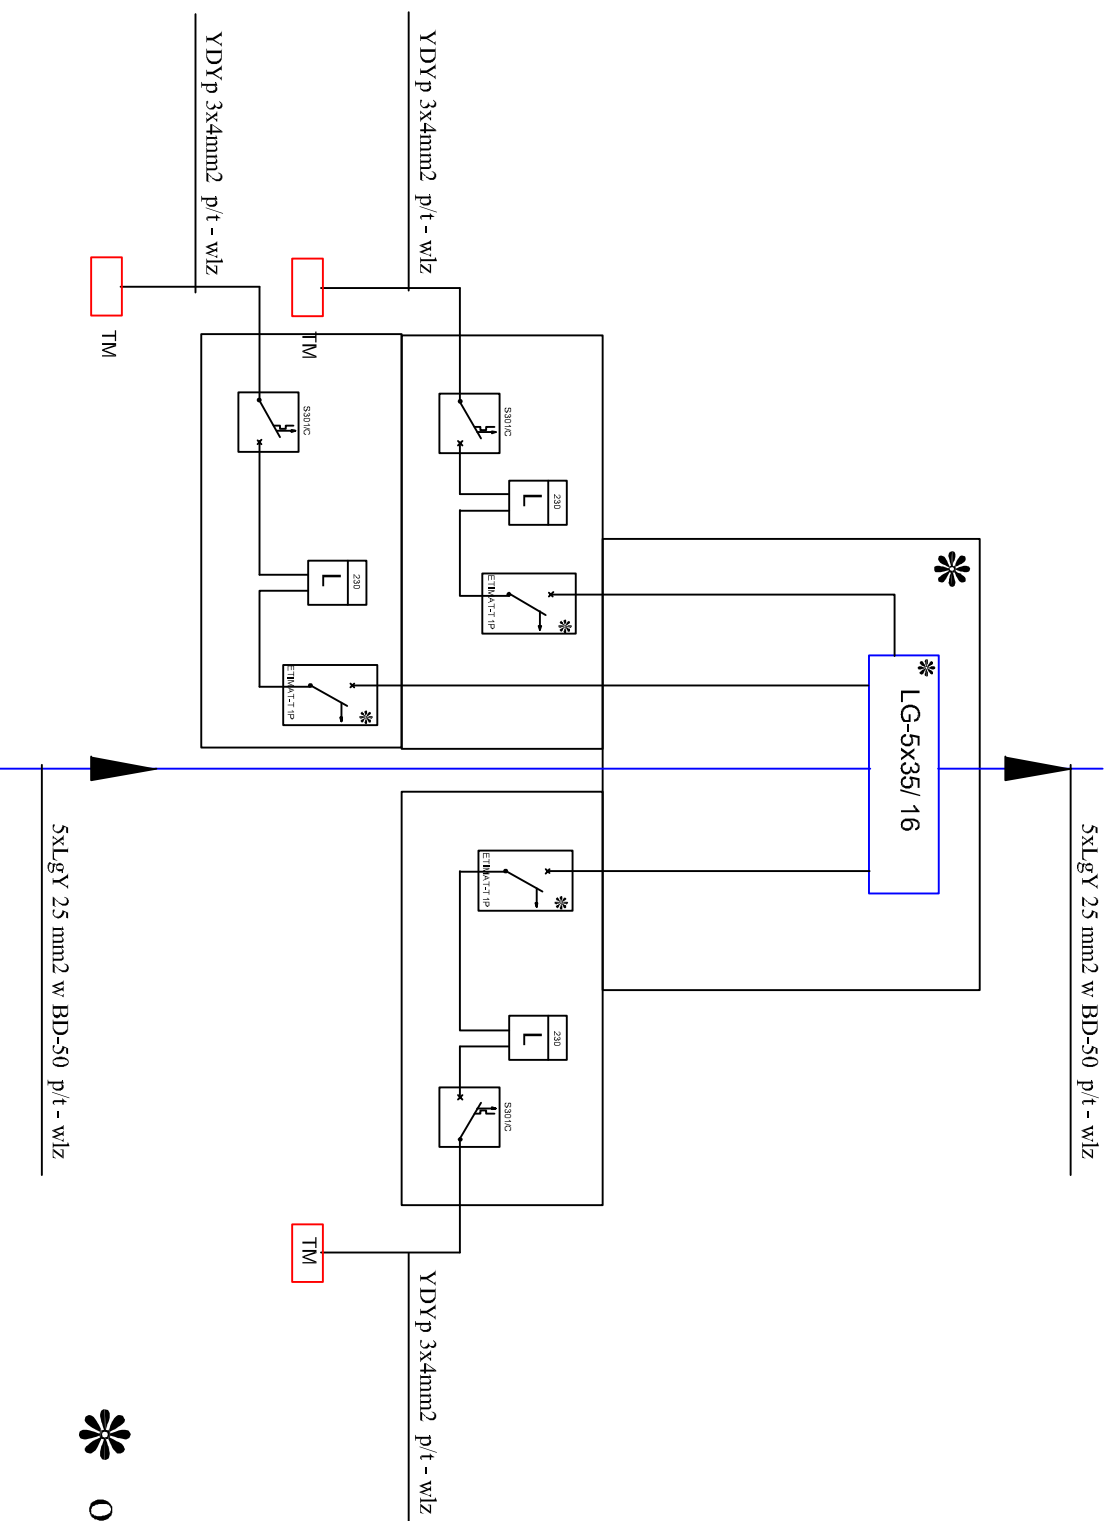 5xLgY 25 mm2 w BD-50 p/t - wlz
LG-5x35/ 16
230
ETIMAT-T 1P
S301/C
230
ETIMAT-T 1P
230
S301/C
YDYp 3x4mm2 p/t - wlz
YDYp 3x4mm2 p/t - wlz
S301/C
230
L
L
L
ETIMAT-T 1P
TM
TM
YDYp 3x4mm2 p/t - wlz
TM
5xLgY 25 mm2 w BD-50 p/t - wlz
O